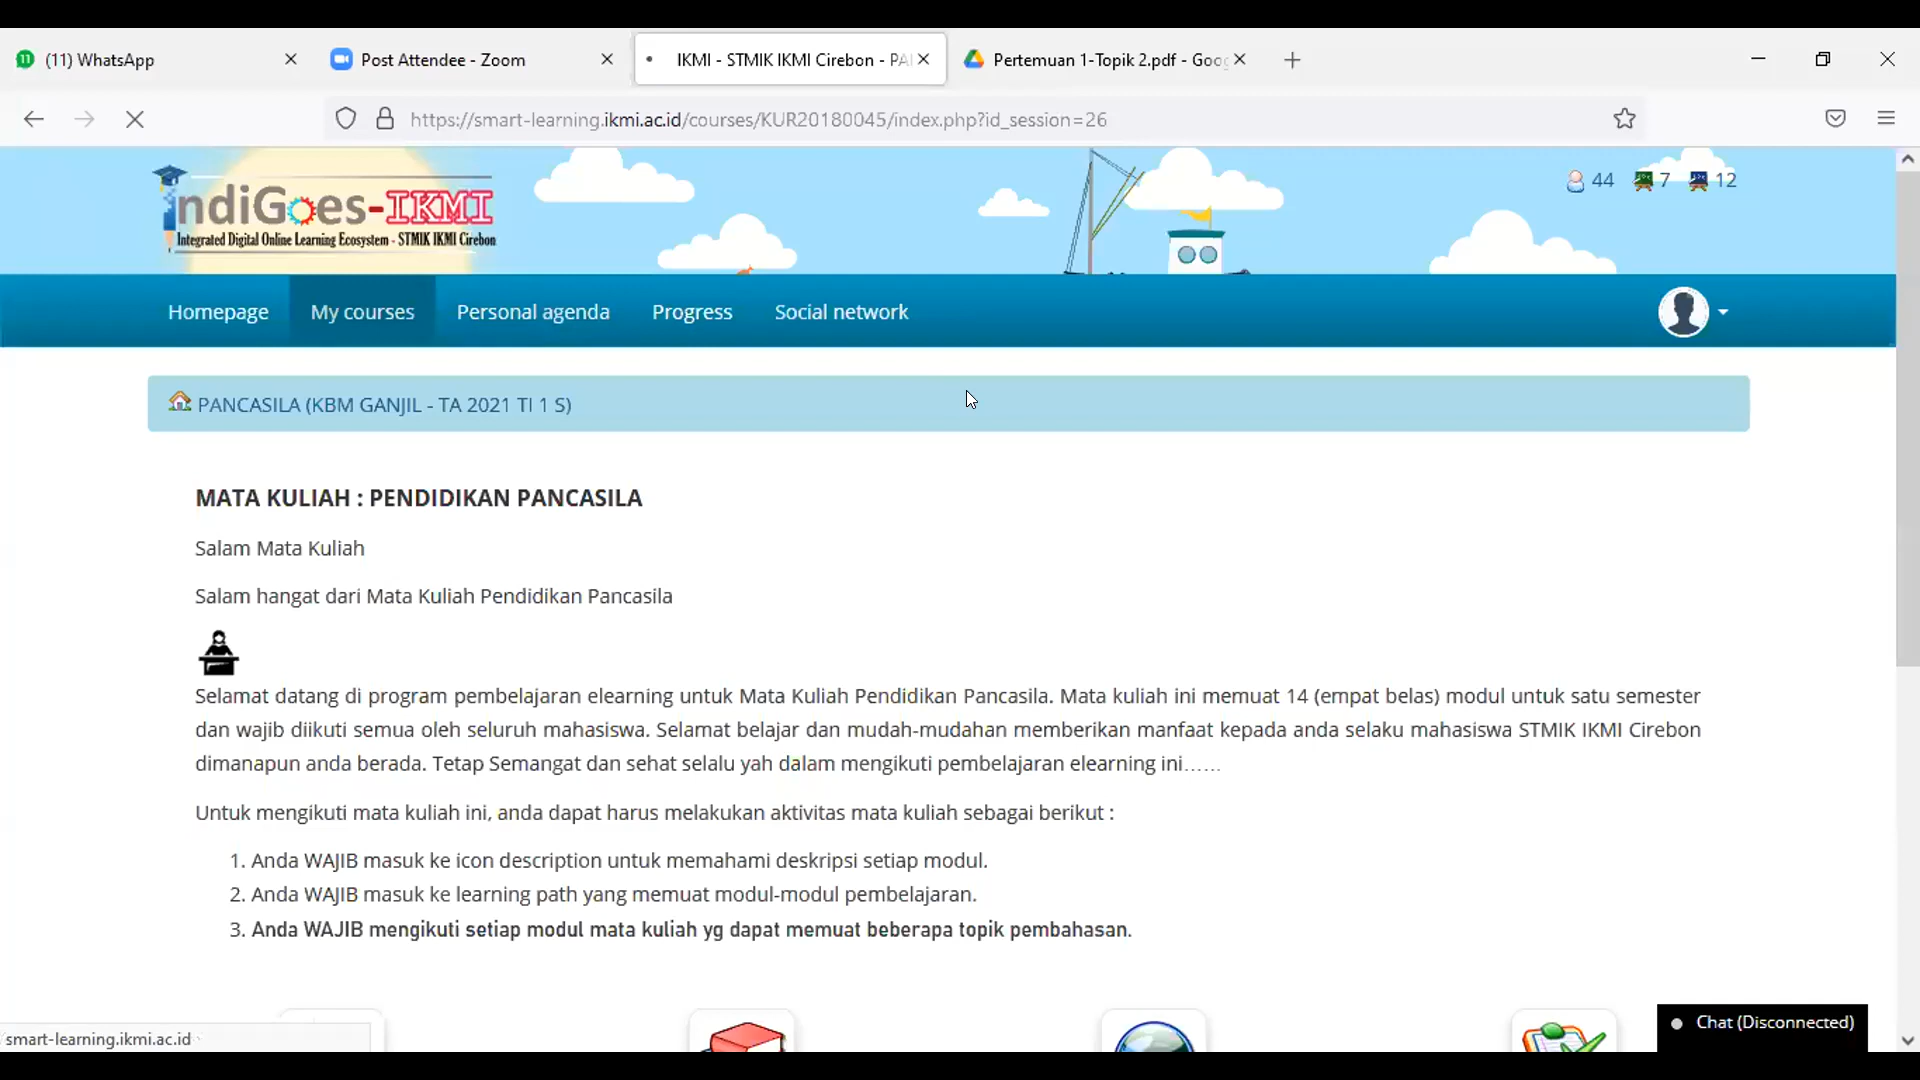 (11) WhatsApp
Post Attendee - Zoom
IKMI - STMIK IKMI Cirebon - PA
Pertemuan 1-Topik 2.pdf - Goo
https://smart-learning.ikmi.ac.id/courses/KUR20180045/index.php?id_session=26
44 7 12
indiGoes-IKMI
Integrated Digital Online Learning Ecosystem - STMIK IKMI Cirebon
Homepage My courses Personal agenda Progress Social network
PANCASILA (KBM GANJIL - TA 2021 TI 1 S)
MATA KULIAH : PENDIDIKAN PANCASILA
Salam Mata Kuliah
Salam hangat dari Mata Kuliah Pendidikan Pancasila
Selamat datang di program pembelajaran elearning untuk Mata Kuliah Pendidikan Pancasila. Mata kuliah ini memuat 14 (empat belas) modul untuk satu semester
dan wajib diikuti semua oleh seluruh mahasiswa. Selamat belajar dan mudah-mudahan memberikan manfaat kepada anda selaku mahasiswa STMIK IKMI Cirebon
dimanapun anda berada. Tetap Semangat dan sehat selalu yah dalam mengikuti pembelajaran elearning ini……
Untuk mengikuti mata kuliah ini, anda dapat harus melakukan aktivitas mata kuliah sebagai berikut :
1. Anda WAJIB masuk ke icon description untuk memahami deskripsi setiap modul.
2. Anda WAJIB masuk ke learning path yang memuat modul-modul pembelajaran.
3. Anda WAJIB mengikuti setiap modul mata kuliah yg dapat memuat beberapa topik pembahasan.
Chat (Disconnected)
smart-learning.ikmi.ac.id